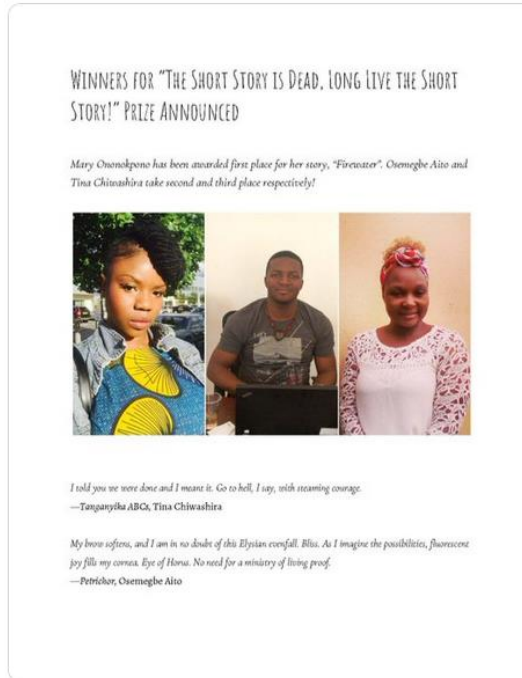 Winners for "The Short Story is Dead, Long Live the Short
Story!" Prize Announced
Mary Ononokpono has been awarded first place for her story, "Firewater". Osemegbe Aito and
Tina Chiwashira take second and third place respectively!
I told you we were done and I meant it. Go to hell, I say, with steaming courage.
—Tanganyika ABCs, Tina Chiwashira
My brow softens, and I am in no doubt of this Elysian evenfall. Bliss. As I imagine the possibilities, fluorescent
joy fills my cornea. Eye of Horus. No need for a ministry of living proof.
—Petrichor, Osemegbe Aito